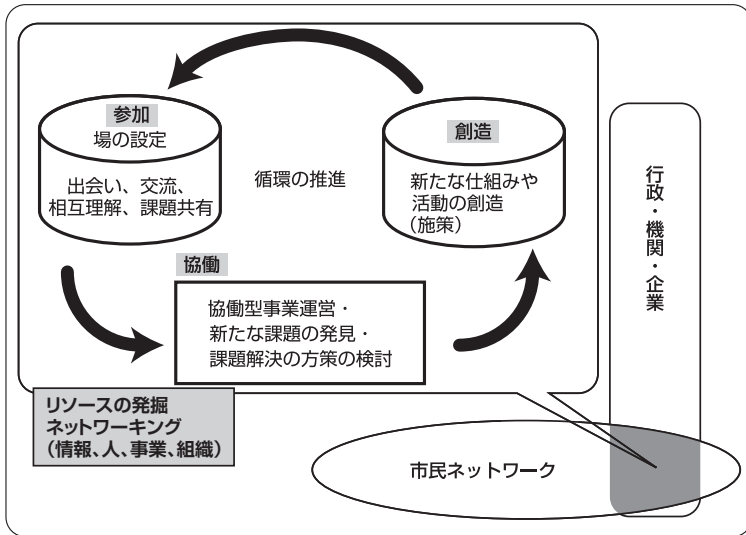 参加
場の設定
出会い、交流、
相互理解、課題共有
循環の推進
創造
新たな仕組みや
活動の創造
(施策)
協働
協働型事業運営・
新たな課題の発見・
課題解決の方策の検討
リソースの発掘
ネットワーキング
(情報、人、事業、組織)
行政・機関・企業
市民ネットワーク